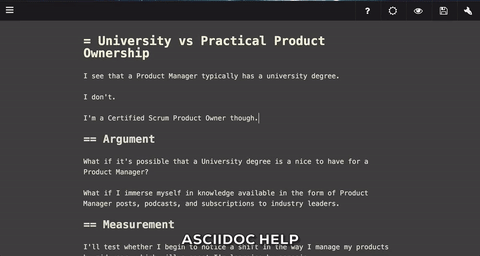 = University vs Practical Product
Ownership
I see that a Product Manager typically has a university degree.
I don't.
I'm a Certified Scrum Product Owner though.
== Argument
What if it's possible that a University degree is a nice to have for a
Product Manager?
What if I immerse myself in knowledge available in the form of Product
Manager posts, podcasts, and subscriptions to industry leaders.
== Measurement
ASCIIDOC HELP
I'll test whether I begin to notice a shift in the way I manage my products